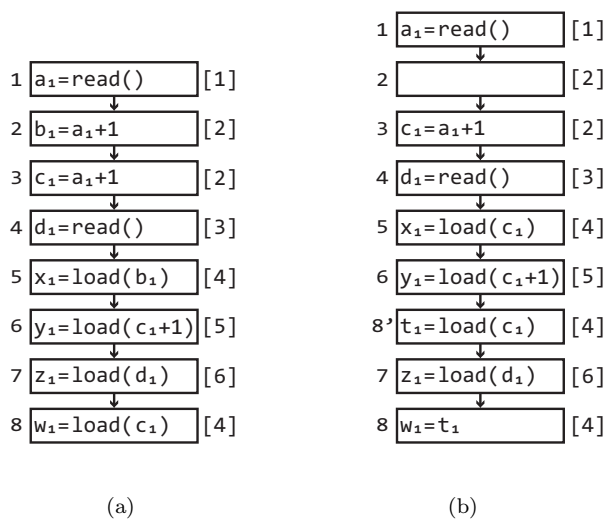 1 a₁=read() [1]
2 b₁=a₁+1 [2]
3 c₁=a₁+1 [2]
4 d₁=read() [3]
5 x₁=load(b₁) [4]
6 y₁=load(c₁+1) [5]
7 z₁=load(d₁) [6]
8 w₁=load(c₁) [4]
(a)
1 a₁=read() [1]
2 [2]
3 c₁=a₁+1 [2]
4 d₁=read() [3]
5 x₁=load(c₁) [4]
6 y₁=load(c₁+1) [5]
8' t₁=load(c₁) [4]
7 z₁=load(d₁) [6]
8 w₁=t₁ [4]
(b)